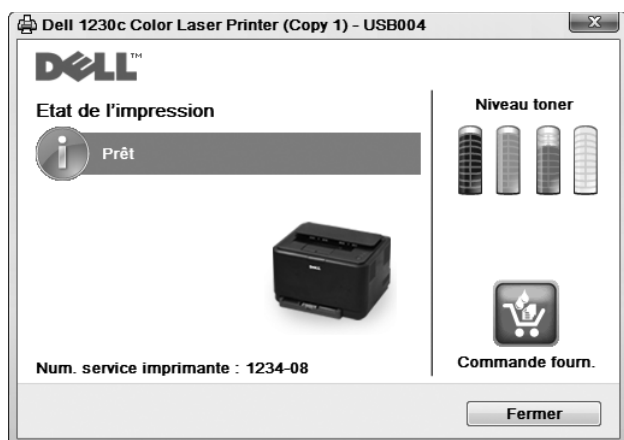 Dell 1230c Color Laser Printer (Copy 1) - USB004
DELL™
Etat de l'impression
Prêt
Num. service imprimante : 1234-08
Niveau toner
Commande fourn.
Fermer